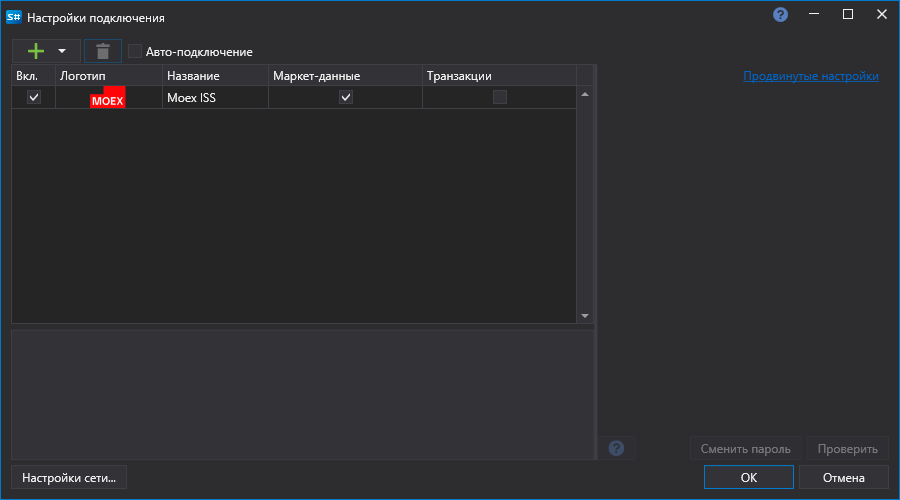 S# Настройки подключения ?
Авто-подключение
Вкл. Логотип Название Маркет-данные Транзакции
Продвинутые настройки
MOEX Moex ISS
? Сменить пароль Проверить
Настройки сети... OK Отмена